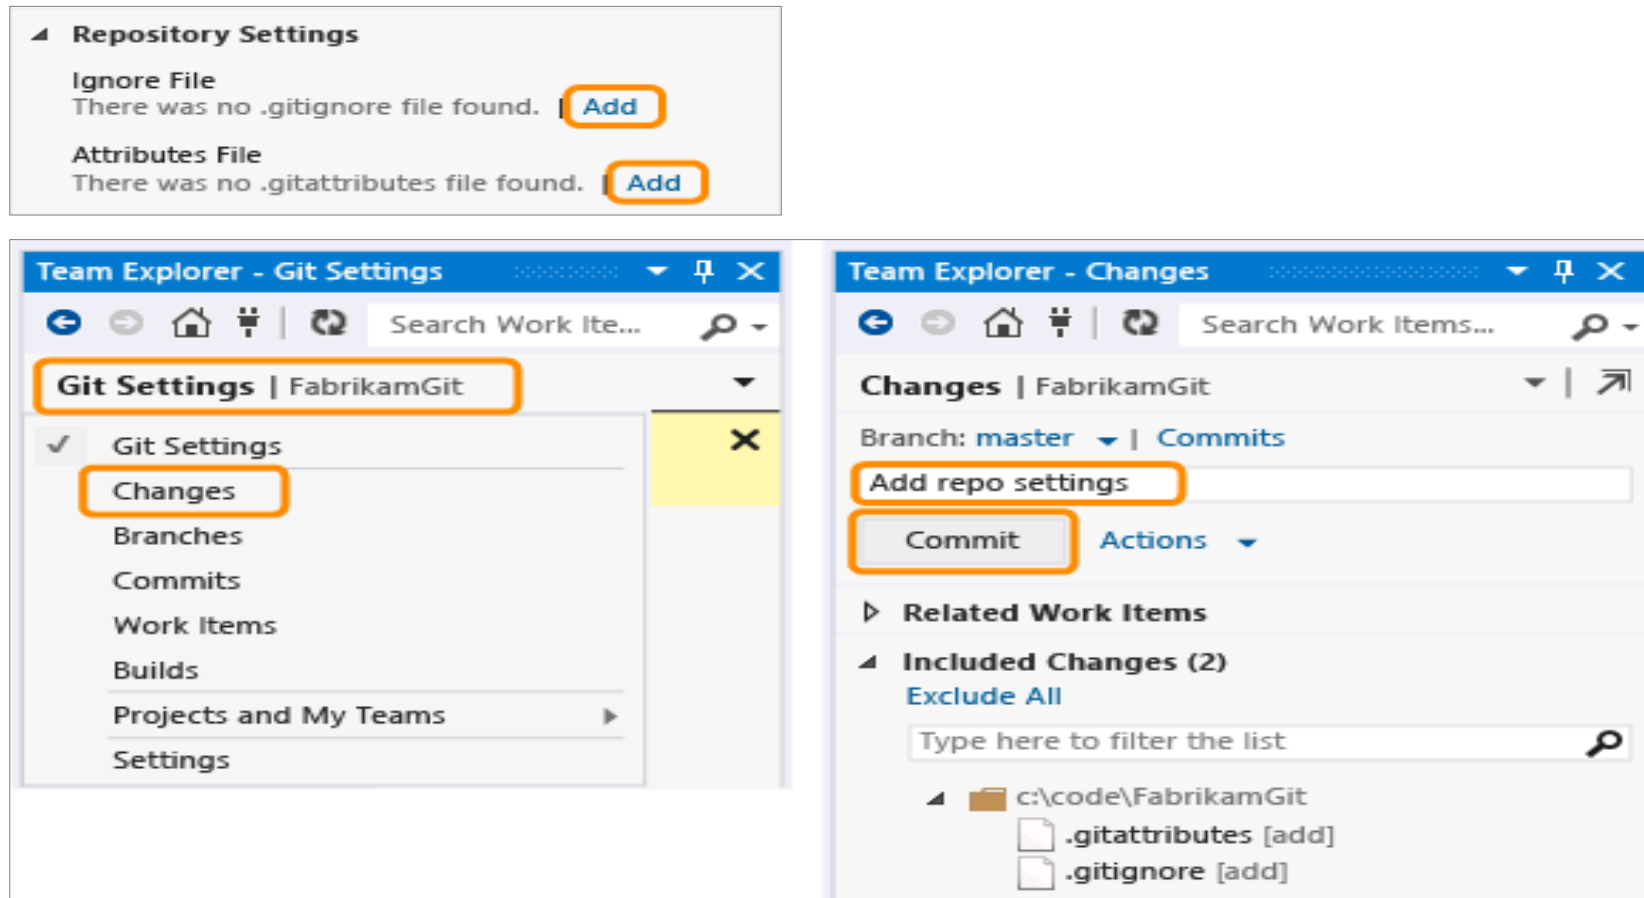 Repository Settings
Ignore File
There was no .gitignore file found. | Add
Attributes File
There was no .gitattributes file found. | Add
Team Explorer - Git Settings
Search Work Ite...
Git Settings | FabrikamGit
Git Settings
Changes
Branches
Commits
Work Items
Builds
Projects and My Teams
Settings
Team Explorer - Changes
Search Work Items...
Changes | FabrikamGit
Branch: master | Commits
Add repo settings
Commit Actions
Related Work Items
Included Changes (2)
Exclude All
Type here to filter the list
c:\code\FabrikamGit
.gitattributes [add]
.gitignore [add]